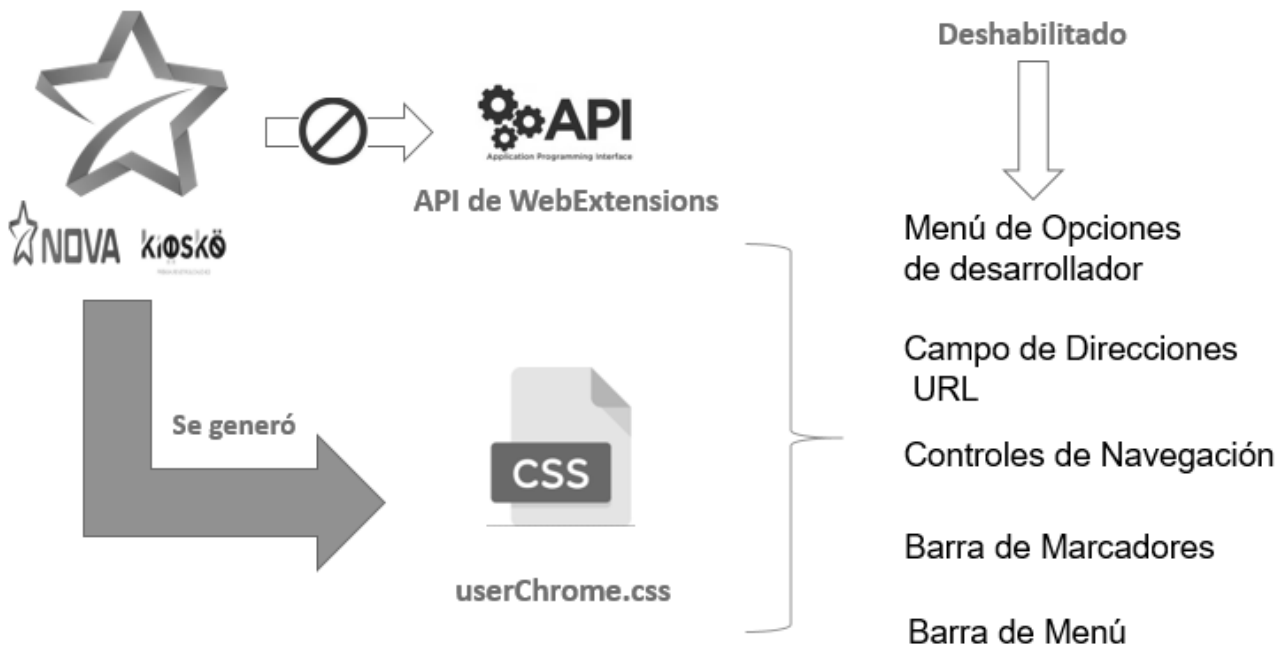 Deshabilitado
API
Application Programming Interface
API de WebExtensions
NOVA
kiöskö
Menú de Opciones
de desarrollador
Campo de Direcciones
URL
Se generó
Controles de Navegación
CSS
Barra de Marcadores
userChrome.css
Barra de Menú